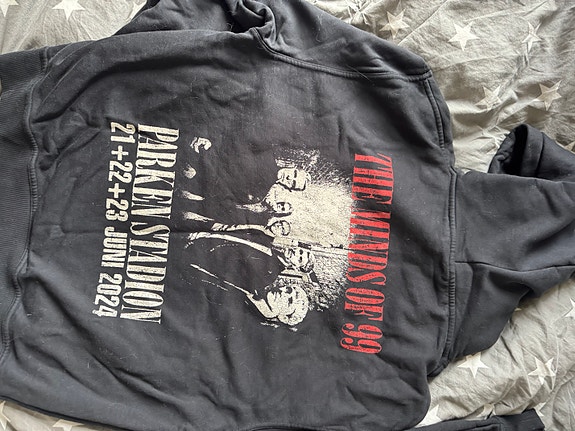 THE MINDS OF 99
PARKEN STADION
21+22+23 JUNI 2024